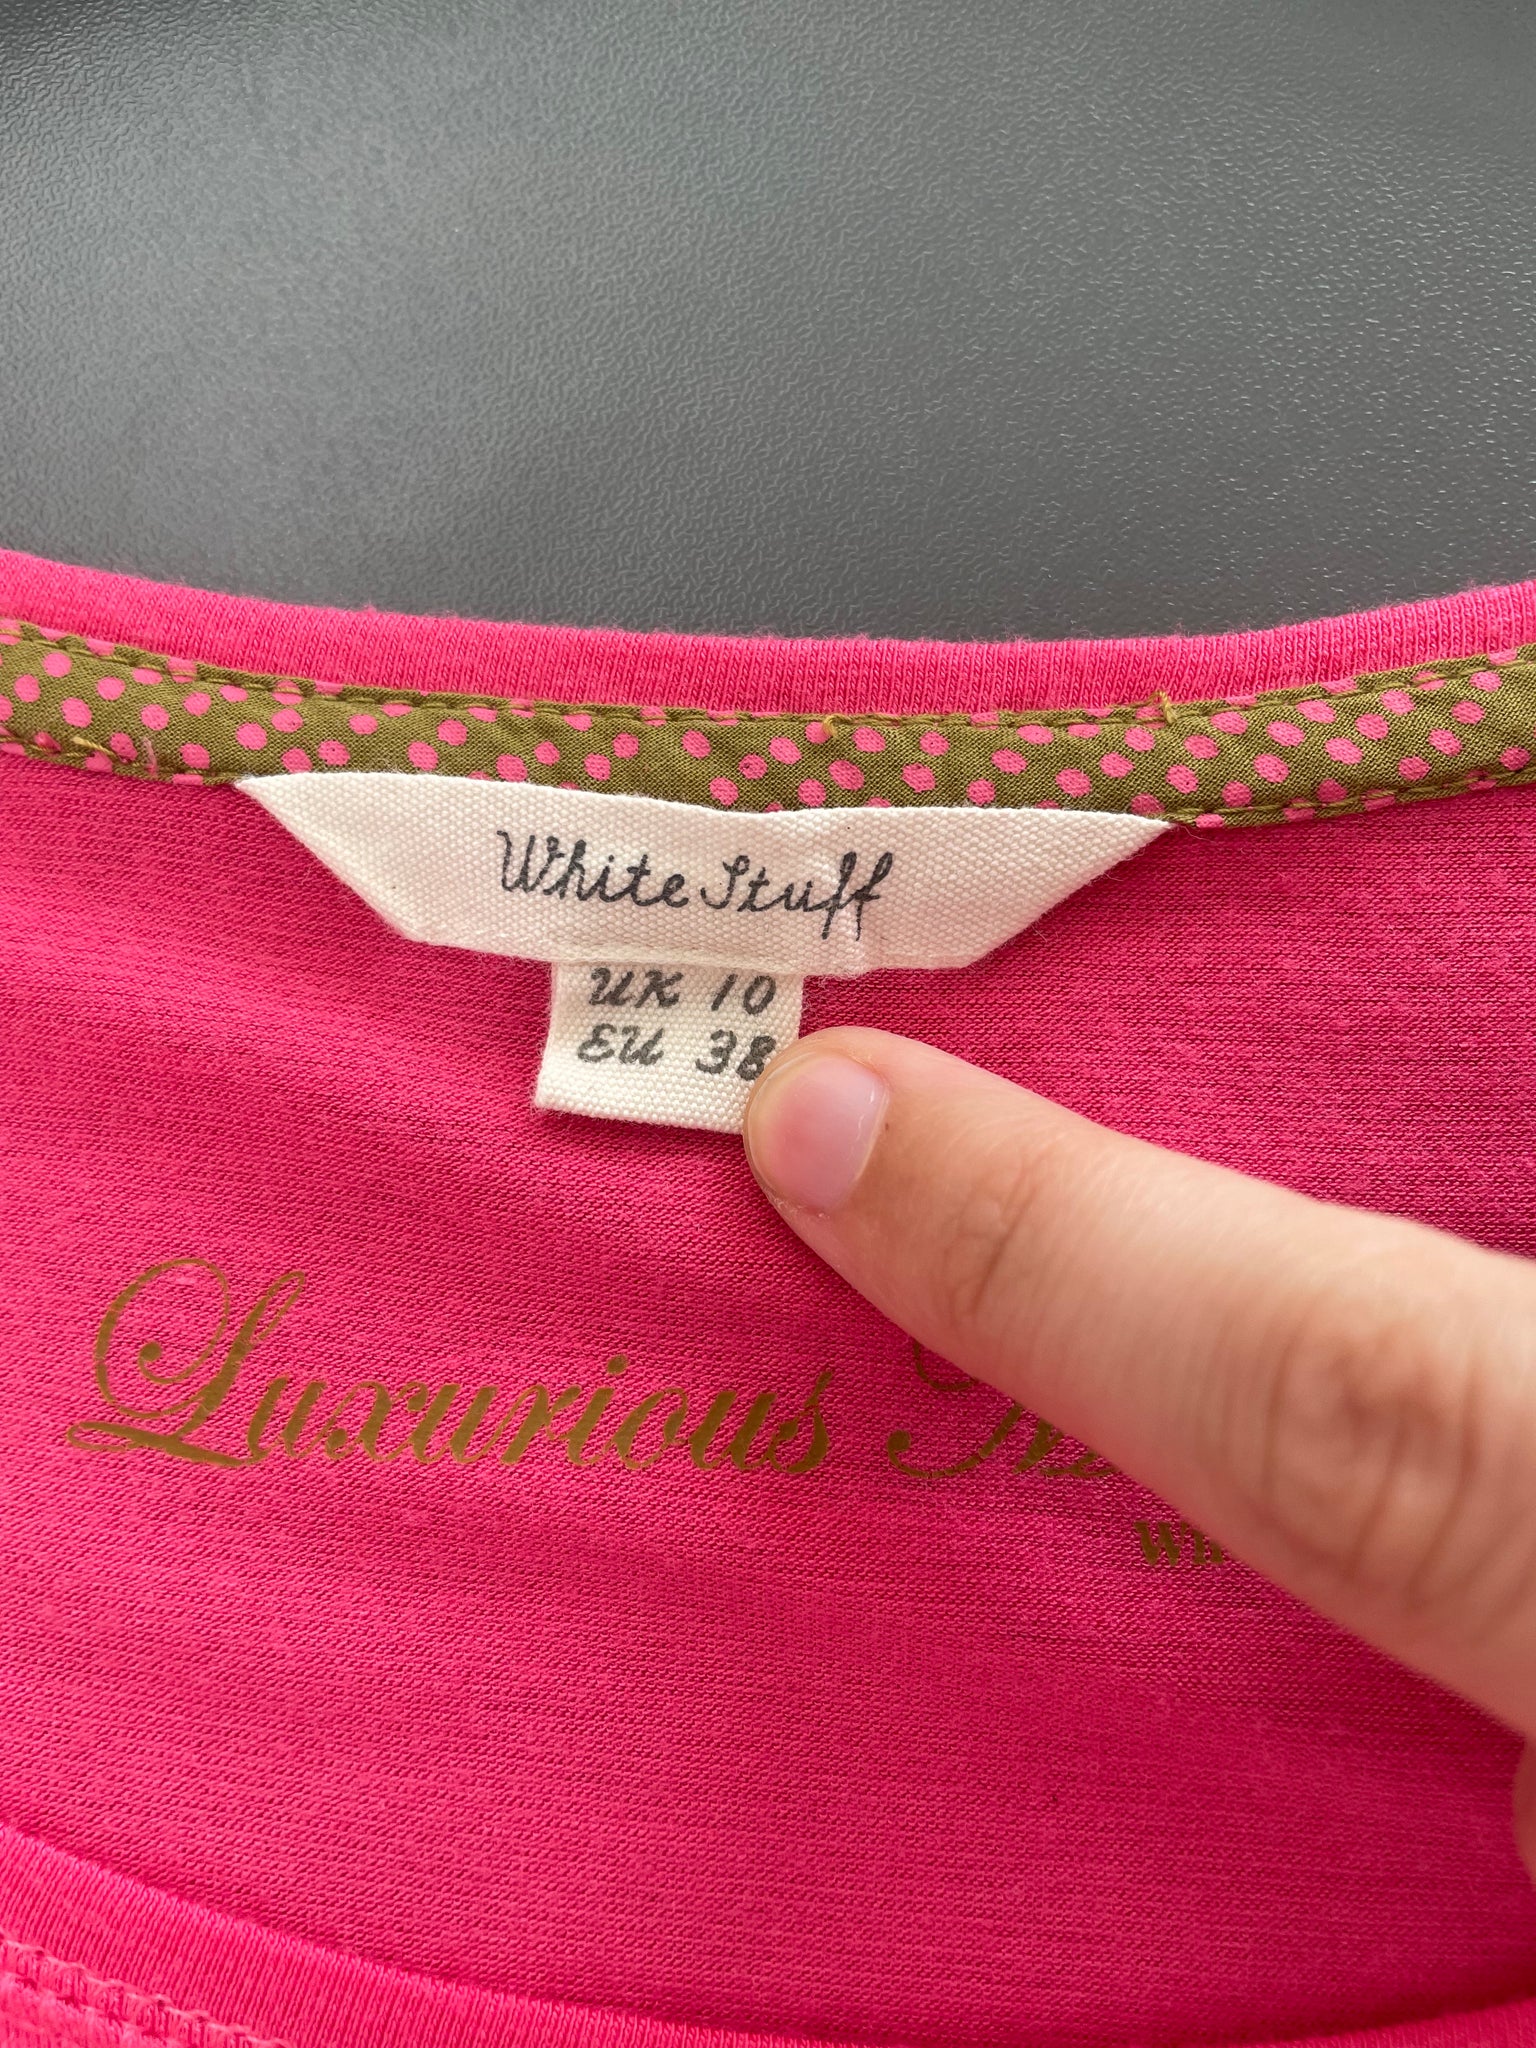 White Stuff
UK 10
EU 38
Luxurious